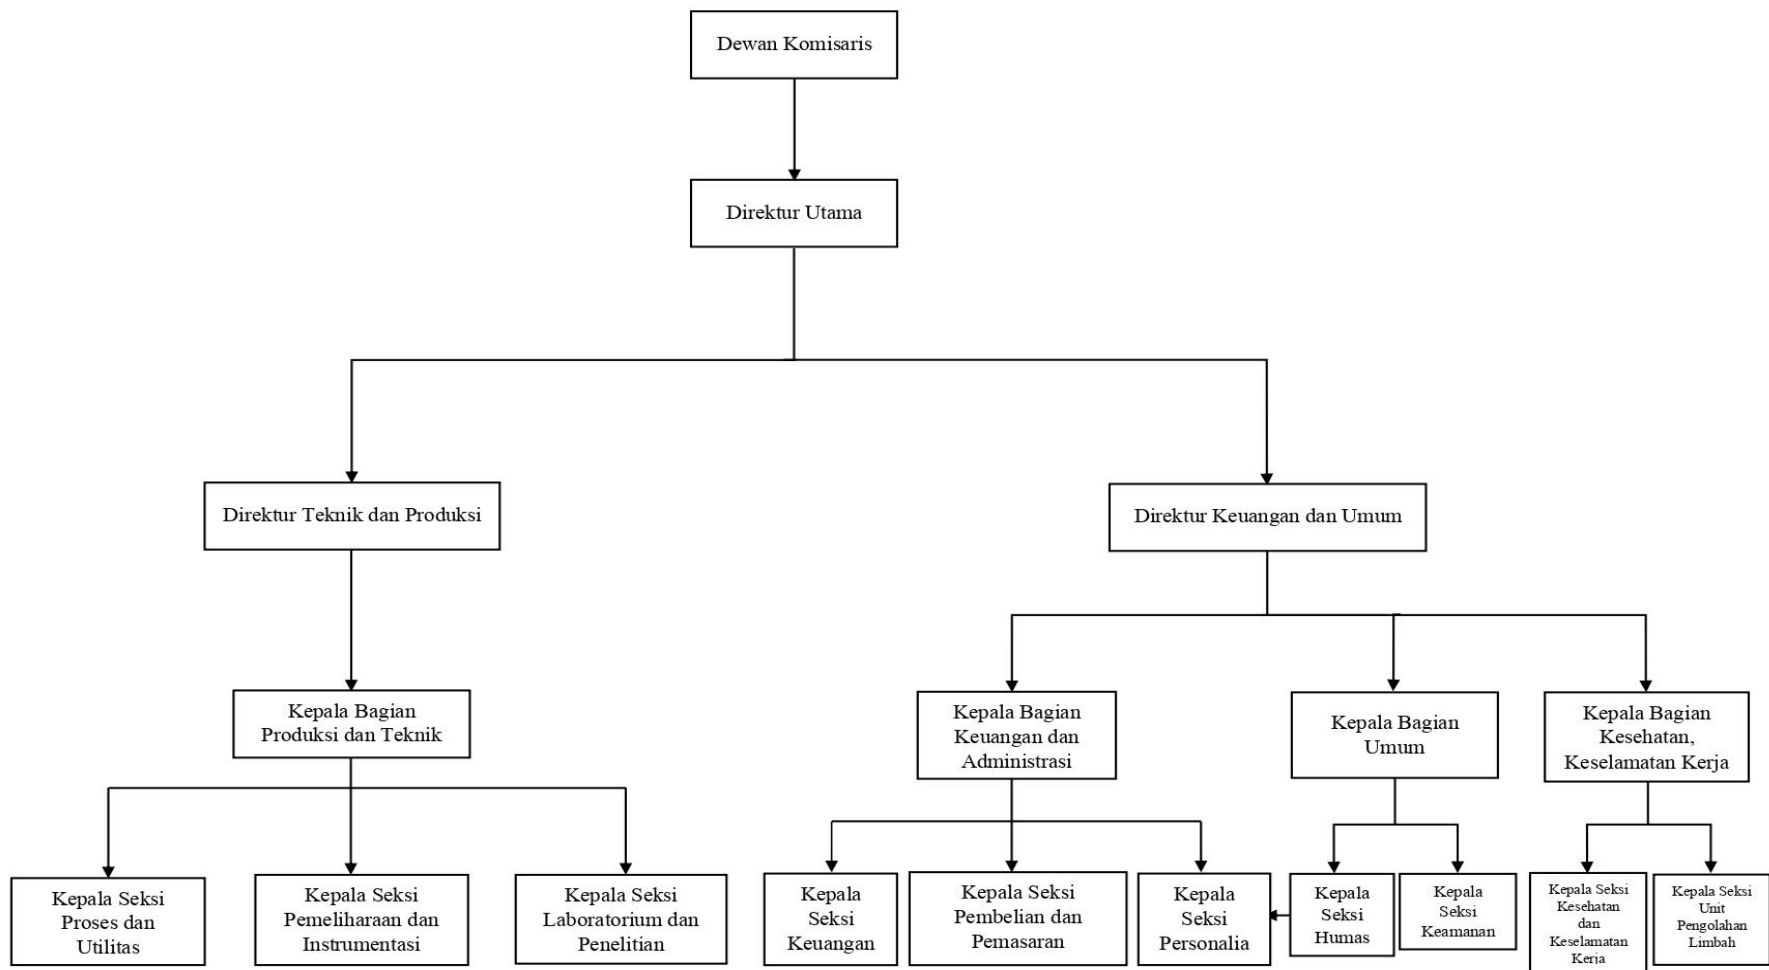 Dewan Komisaris
Direktur Utama
Direktur Teknik dan Produksi
Direktur Keuangan dan Umum
Kepala Bagian
Produksi dan Teknik
Kepala Bagian
Keuangan dan
Administrasi
Kepala Bagian
Umum
Kepala Bagian
Kesehatan,
Keselamatan Kerja
Kepala Seksi
Proses dan
Utilitas
Kepala Seksi
Pemeliharaan dan
Instrumentasi
Kepala Seksi
Laboratorium dan
Penelitian
Kepala
Seksi
Keuangan
Kepala Seksi
Pembelian dan
Pemasaran
Kepala
Seksi
Personalia
Kepala
Seksi
Humas
Kepala
Seksi
Keamanan
Kepala Seksi
Kesehatan
dan
Keselamatan
Kerja
Kepala Seksi
Unit
Pengolahan
Limbah